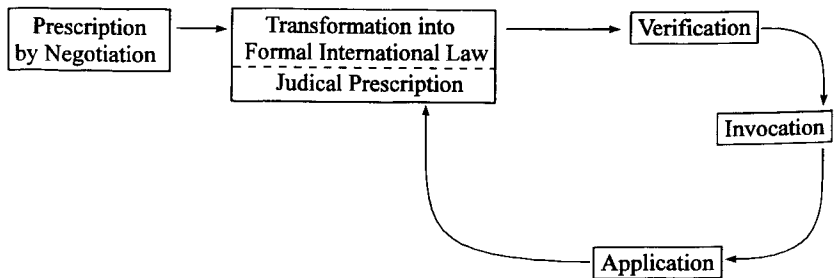 Prescription
by Negotiation
Transformation into
Formal International Law
Judical Prescription
Verification
Invocation
Application